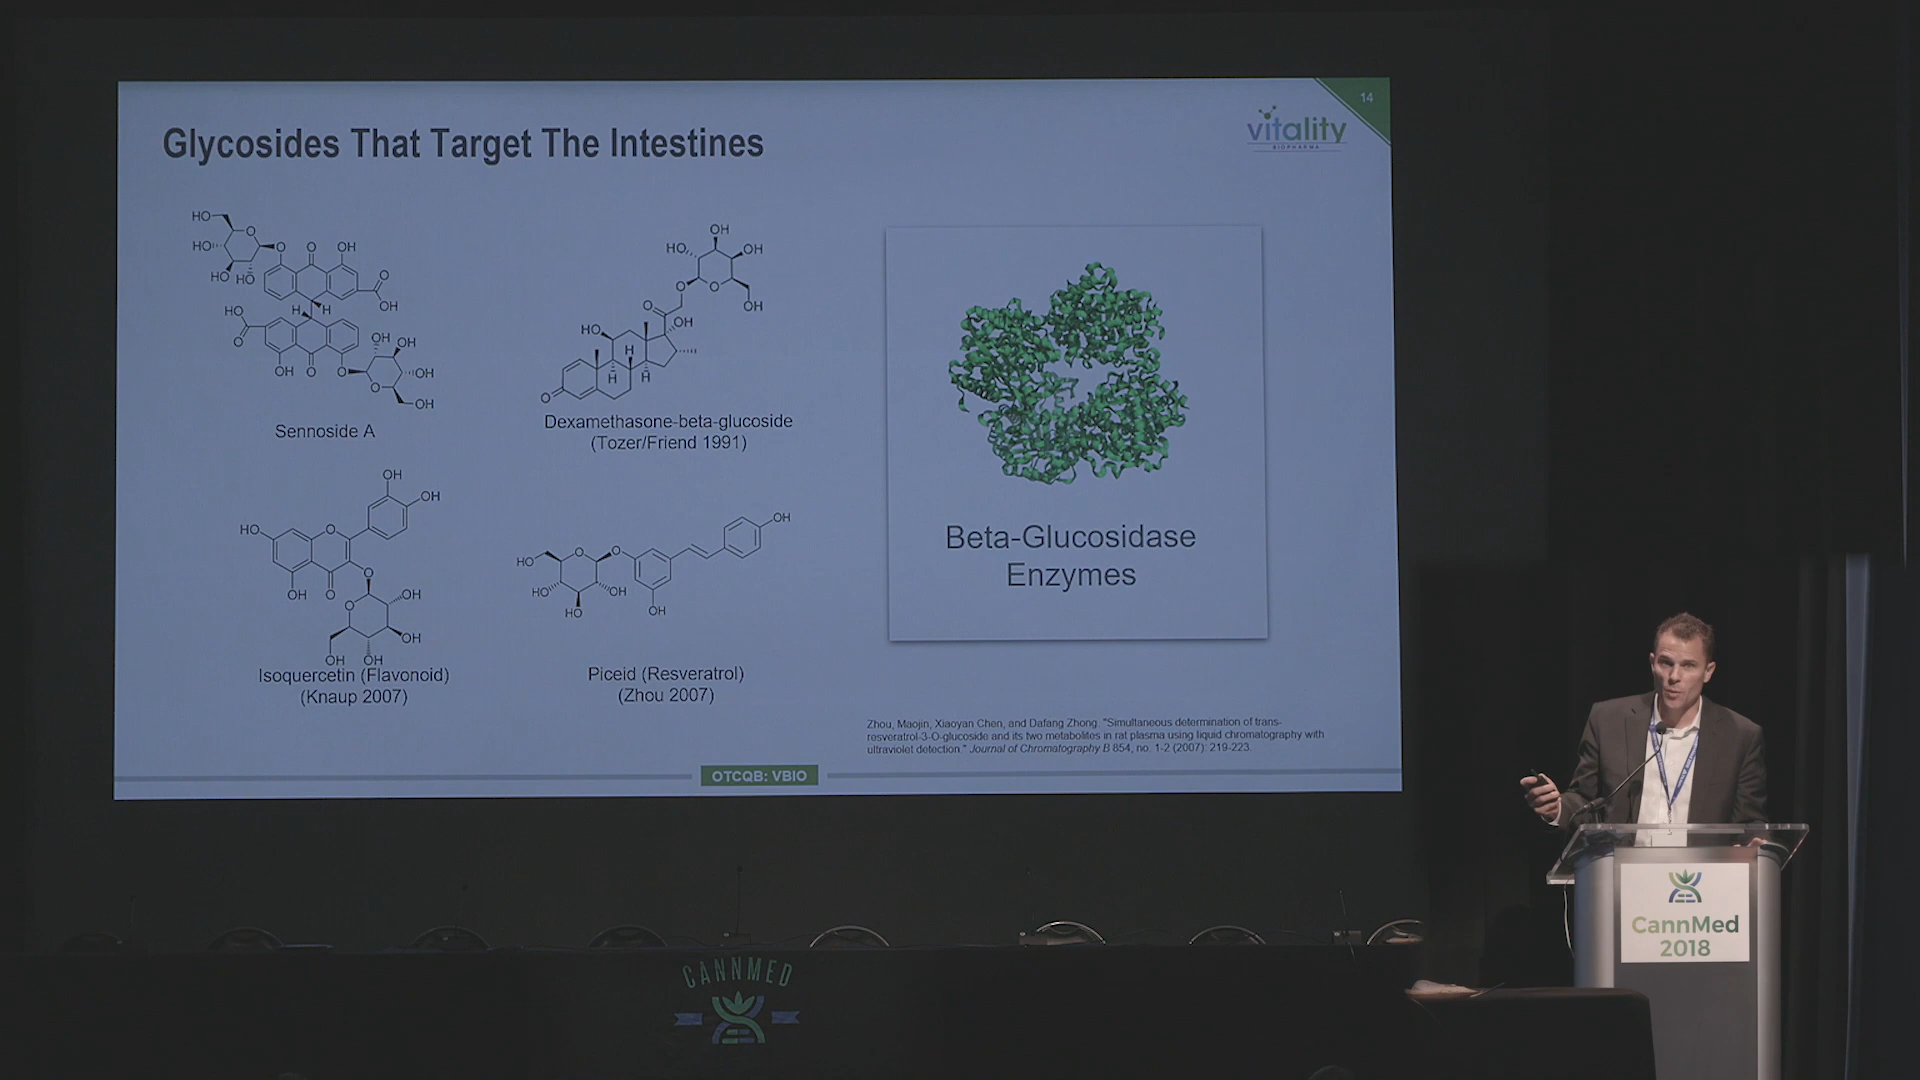 14
Glycosides That Target The Intestines
vitality
BIOPHARMA
HO
O
HO
O
O
OH
HO
HO
O
OH
H
H
HO
O
OH
O
O
OH
OH
O
OH
OH
Sennoside A
OH
HO
OH
O
O
OH
O
OH
HO
H
H
H
O
Dexamethasone-beta-glucoside
(Tozer/Friend 1991)
OH
OH
HO
O
O
OH
O
O
OH
OH
OH
OH
Isoquercetin (Flavonoid)
(Knaup 2007)
OH
O
O
HO
HO
OH
HO
OH
Piceid (Resveratrol)
(Zhou 2007)
Beta-Glucosidase
Enzymes
Zhou, Maojin, Xiaoyan Chen, and Dafang Zhong. "Simultaneous determination of trans-
resveratrol-3-O-glucoside and its two metabolites in rat plasma using liquid chromatography with
ultraviolet detection." Journal of Chromatography B 854, no. 1-2 (2007): 219-223.
OTCQB: VBIO
CannMed
2018
CANNMED